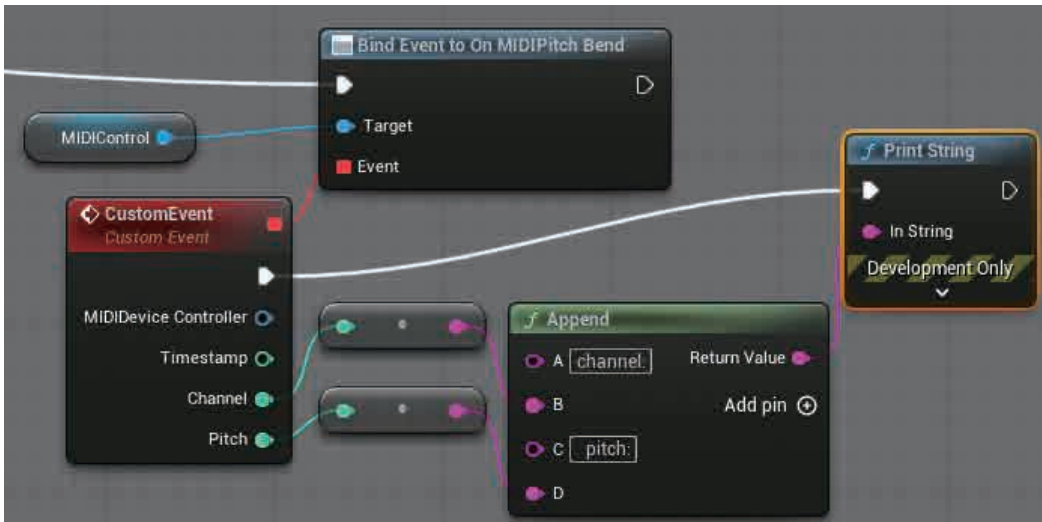 Bind Event to On MIDIPitch Bend
Target
Event
MIDIControl
CustomEvent
Custom Event
MIDIDevice Controller
Timestamp
Channel
Pitch
f Append
A channel: Return Value
B Add pin
C pitch:
D
f Print String
In String
Development Only